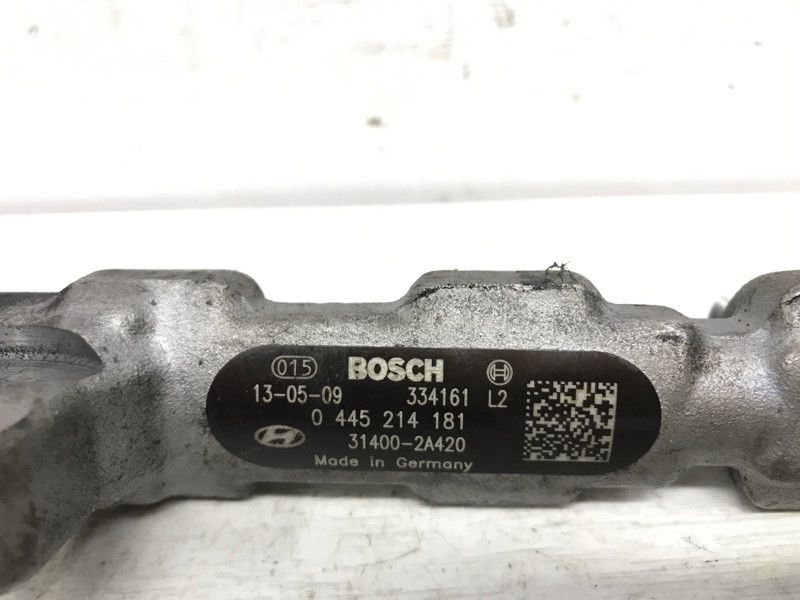 015 BOSCH
13-05-09 334161 L2
0 445 214 181
31400-2A420
Made in Germany